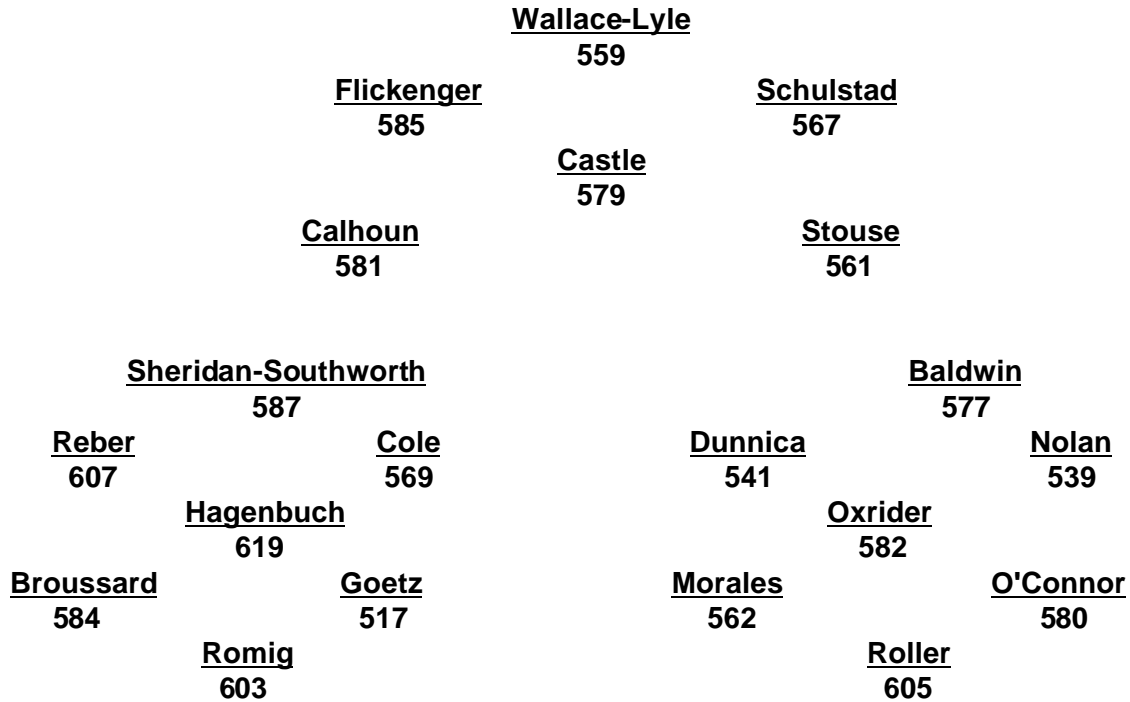 Wallace-Lyle
559
Flickenger Schulstad
585 567
Castle
579
Calhoun Stouse
581 561
Sheridan-Southworth Baldwin
587 577
Reber Cole Dunnica Nolan
607 569 541 539
Hagenbuch Oxrider
619 582
Broussard Goetz Morales O'Connor
584 517 562 580
Romig Roller
603 605